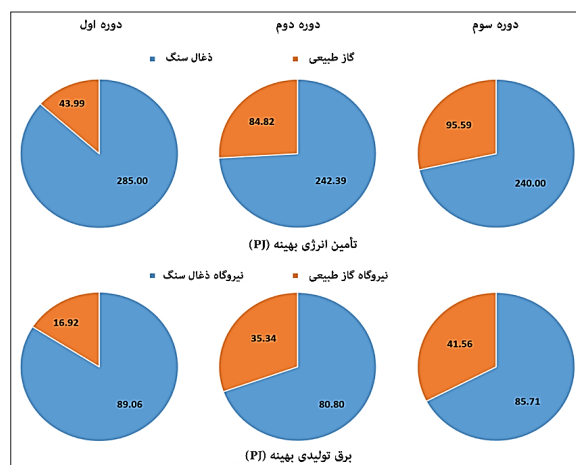 دوره سوم دوره دوم دوره اول
گاز طبیعی ذغال سنگ
95.59 84.82 43.99
240.00 242.39 285.00
تأمین انرژی بهینه (PJ)
نیروگاه گاز طبیعی نیروگاه ذغال سنگ
41.56 35.34 16.92
85.71 80.80 89.06
برق تولیدی بهینه (PJ)